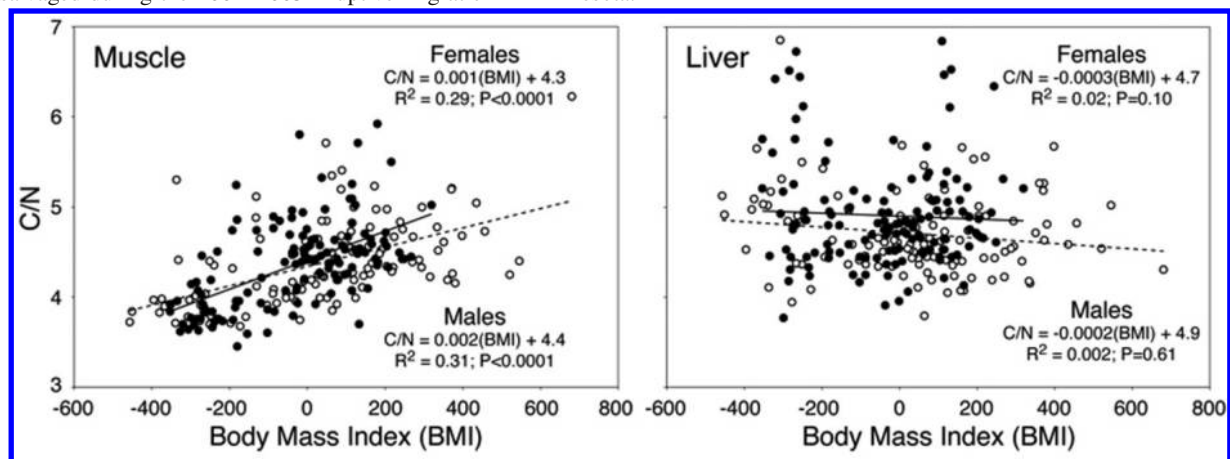 7
6
5
4
3
C/N
Muscle
Females
C/N = 0.001(BMI) + 4.3
R2 = 0.29; P<0.0001
Males
C/N = 0.002(BMI) + 4.4
R2 = 0.31; P<0.0001
-600 -400 -200 0 200 400 600 800
Body Mass Index (BMI)
Liver
Females
C/N = -0.0003(BMI) + 4.7
R2 = 0.02; P=0.10
Males
C/N = -0.0002(BMI) + 4.9
R2 = 0.002; P=0.61
-600 -400 -200 0 200 400 600 800
Body Mass Index (BMI)